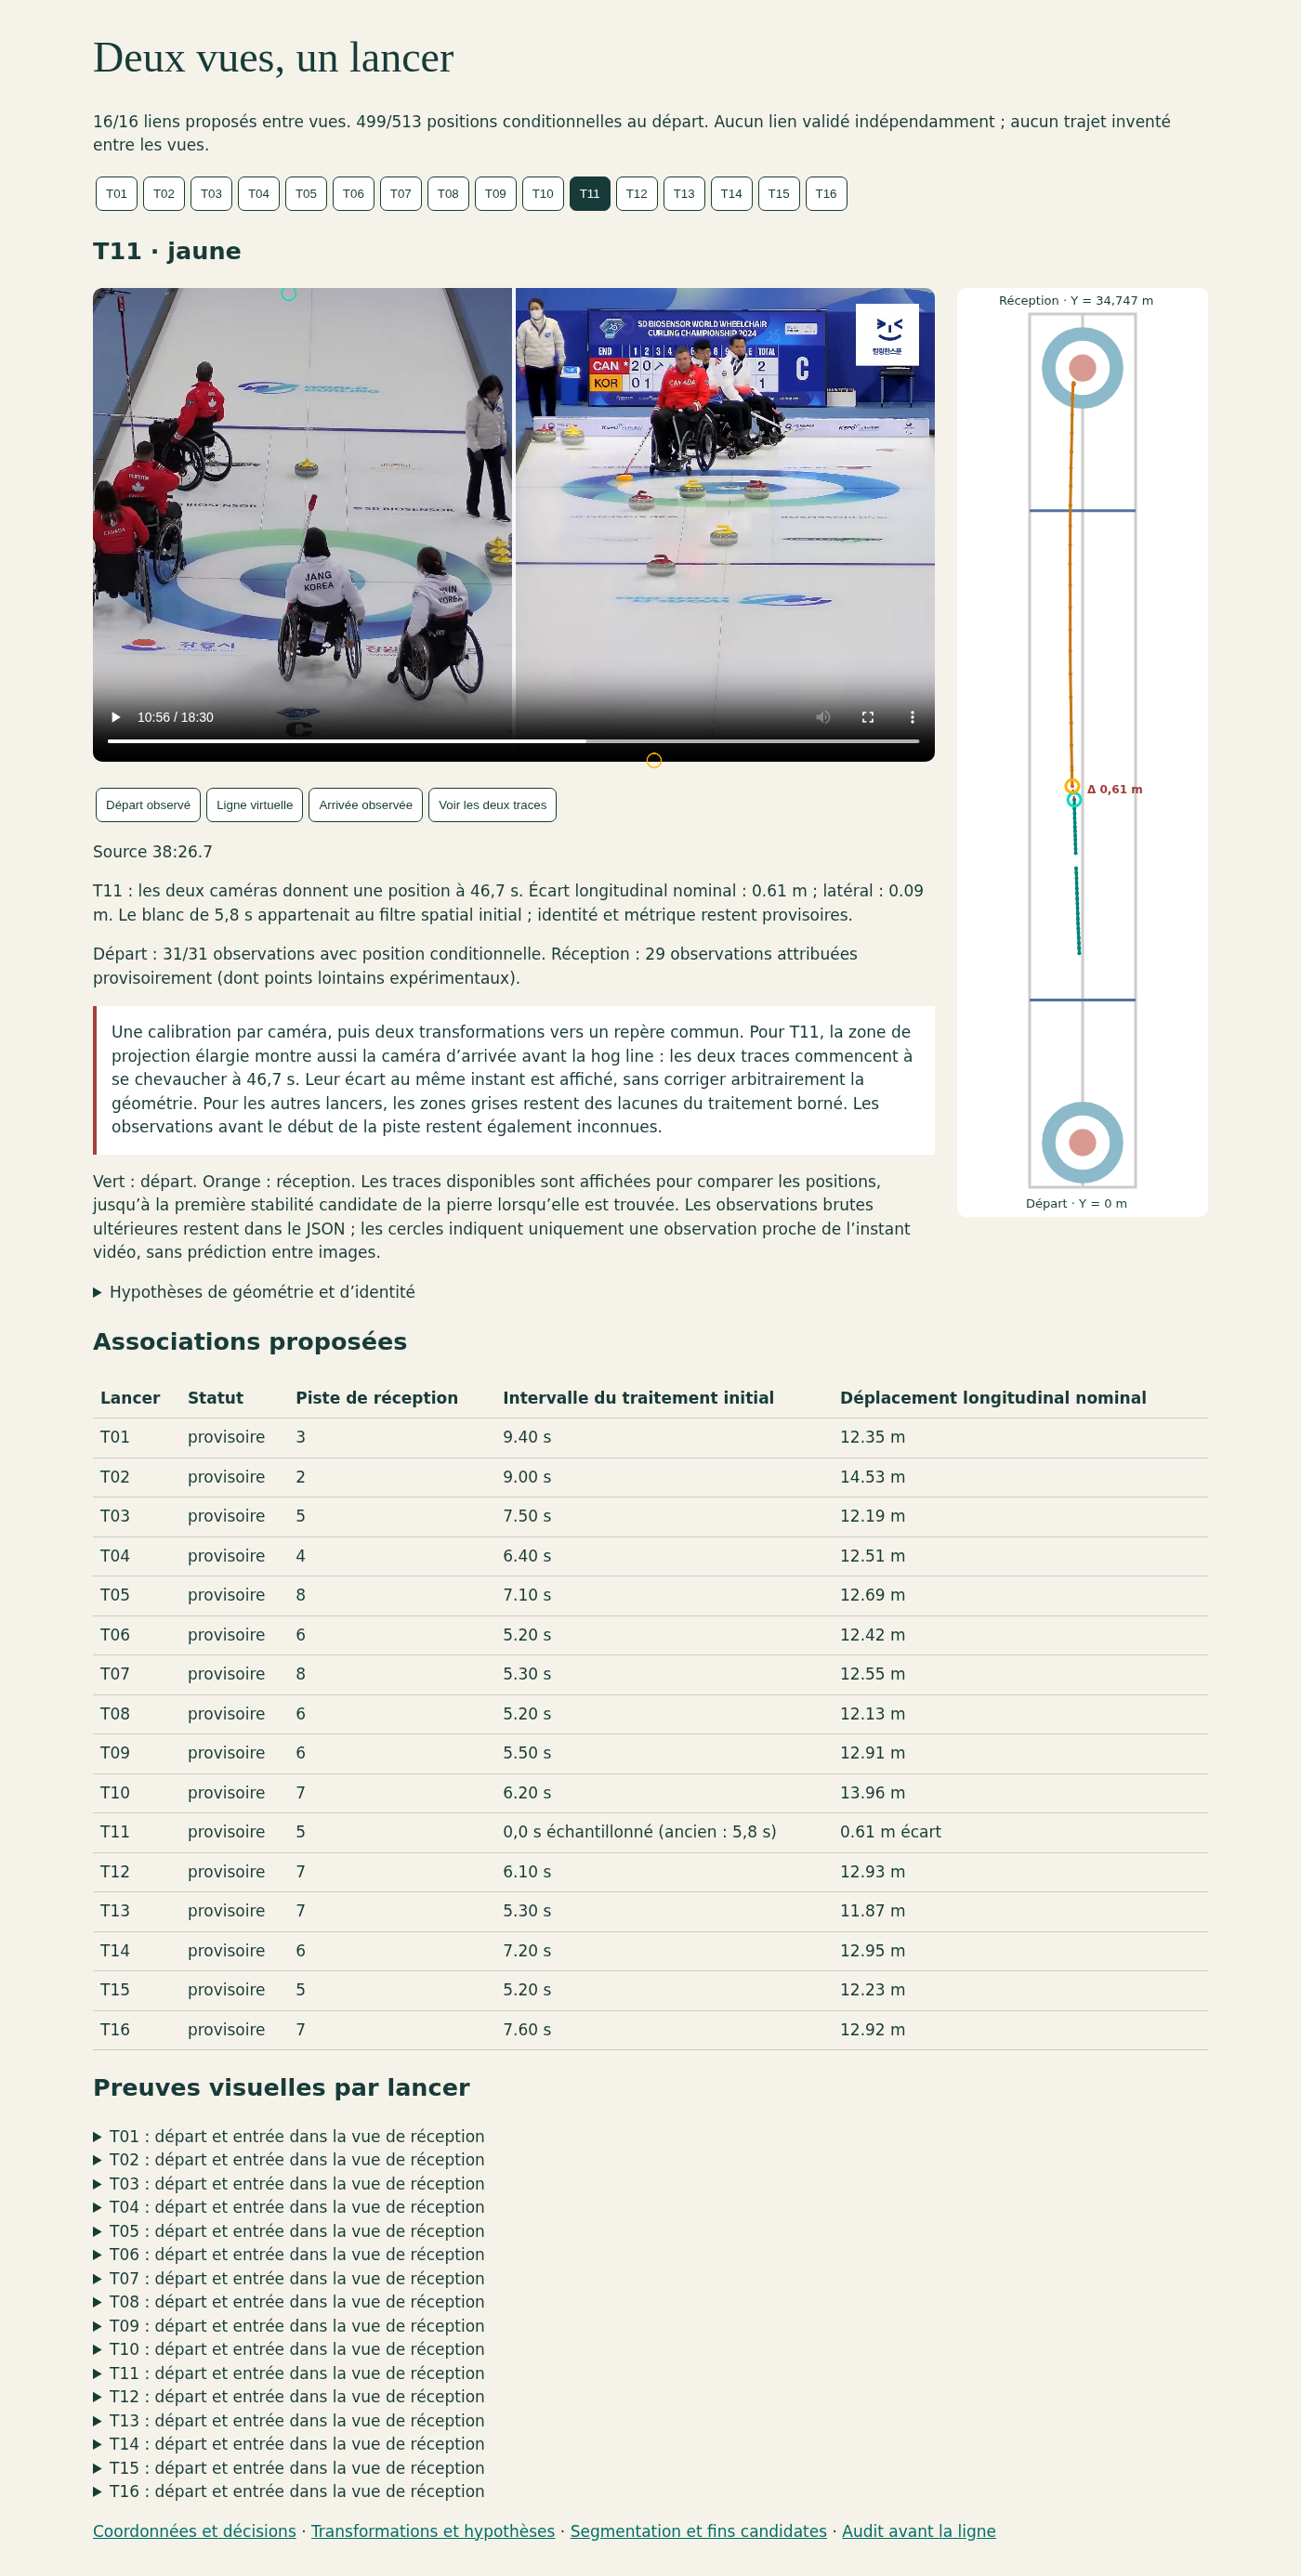 Deux vues, un lancer
16/16 liens proposés entre vues. 499/513 positions conditionnelles au départ. Aucun lien validé indépendamment ; aucun trajet inventé
entre les vues.
T01 T02 T03 T04 T05 T06 T07 T08 T09 T10 T11 T12 T13 T14 T15 T16
T11 · jaune
WORLD
CURLING
SD BIOSENSOR
CANADA
JANG
KOREA
KOREA
SD BIOSENSOR WORLD WHEELCHAIR
CURLING CHAMPIONSHIP 2024
END TOTAL
CAN 2 0 2
KOR 0 1 1
C
CANADA
10:56 / 18:30
Réception · Y = 34,747 m
Δ 0,61 m
Départ · Y = 0 m
Départ observé Ligne virtuelle Arrivée observée Voir les deux traces
Source 38:26.7
T11 : les deux caméras donnent une position à 46,7 s. Écart longitudinal nominal : 0.61 m ; latéral : 0.09
m. Le blanc de 5,8 s appartenait au filtre spatial initial ; identité et métrique restent provisoires.
Départ : 31/31 observations avec position conditionnelle. Réception : 29 observations attribuées
provisoirement (dont points lointains expérimentaux).
Une calibration par caméra, puis deux transformations vers un repère commun. Pour T11, la zone de
projection élargie montre aussi la caméra d’arrivée avant la hog line : les deux traces commencent à
se chevaucher à 46,7 s. Leur écart au même instant est affiché, sans corriger arbitrairement la
géométrie. Pour les autres lancers, les zones grises restent des lacunes du traitement borné. Les
observations avant le début de la piste restent également inconnues.
Vert : départ. Orange : réception. Les traces disponibles sont affichées pour comparer les positions,
jusqu’à la première stabilité candidate de la pierre lorsqu’elle est trouvée. Les observations brutes
ultérieures restent dans le JSON ; les cercles indiquent uniquement une observation proche de l’instant
vidéo, sans prédiction entre images.
Hypothèses de géométrie et d’identité
Associations proposées
Lancer Statut Piste de réception Intervalle du traitement initial Déplacement longitudinal nominal
T01 provisoire 3 9.40 s 12.35 m
T02 provisoire 2 9.00 s 14.53 m
T03 provisoire 5 7.50 s 12.19 m
T04 provisoire 4 6.40 s 12.51 m
T05 provisoire 8 7.10 s 12.69 m
T06 provisoire 6 5.20 s 12.42 m
T07 provisoire 8 5.30 s 12.55 m
T08 provisoire 6 5.20 s 12.13 m
T09 provisoire 6 5.50 s 12.91 m
T10 provisoire 7 6.20 s 13.96 m
T11 provisoire 5 0,0 s échantillonné (ancien : 5,8 s) 0.61 m écart
T12 provisoire 7 6.10 s 12.93 m
T13 provisoire 7 5.30 s 11.87 m
T14 provisoire 6 7.20 s 12.95 m
T15 provisoire 5 5.20 s 12.23 m
T16 provisoire 7 7.60 s 12.92 m
Preuves visuelles par lancer
T01 : départ et entrée dans la vue de réception
T02 : départ et entrée dans la vue de réception
T03 : départ et entrée dans la vue de réception
T04 : départ et entrée dans la vue de réception
T05 : départ et entrée dans la vue de réception
T06 : départ et entrée dans la vue de réception
T07 : départ et entrée dans la vue de réception
T08 : départ et entrée dans la vue de réception
T09 : départ et entrée dans la vue de réception
T10 : départ et entrée dans la vue de réception
T11 : départ et entrée dans la vue de réception
T12 : départ et entrée dans la vue de réception
T13 : départ et entrée dans la vue de réception
T14 : départ et entrée dans la vue de réception
T15 : départ et entrée dans la vue de réception
T16 : départ et entrée dans la vue de réception
Coordonnées et décisions · Transformations et hypothèses · Segmentation et fins candidates · Audit avant la ligne